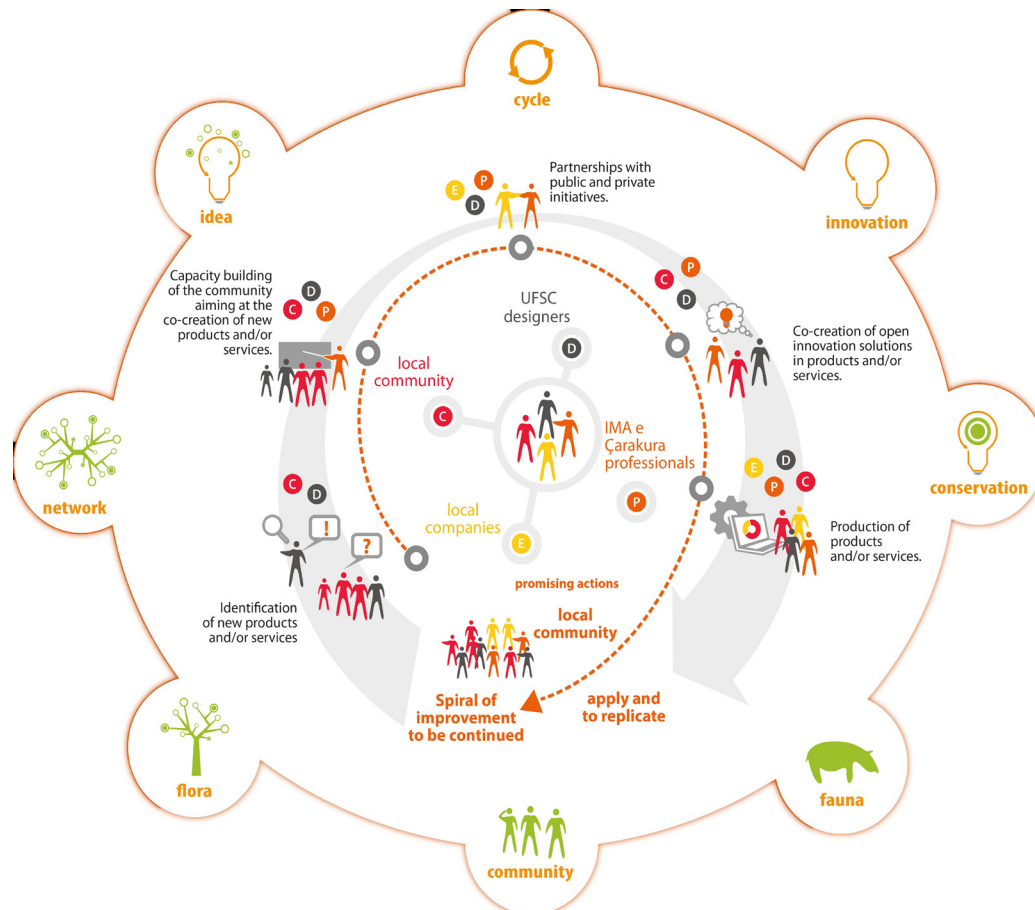 cycle
idea
innovation
E
P
D
Partnerships with
public and private
initiatives.
Capacity building
of the community
aiming at the
co-creation of new
products and/or
services.
C
D
P
C
P
D
Co-creation of open
innovation solutions
in products and/or
services.
UFSC
designers
D
local
community
C
IMA e
Çarakura
professionals
P
local
companies
E
network
conservation
E
D
P
C
Production of
products
and/or services.
C
D
!
?
Identification
of new products
and/or services
promising actions
local
community
Spiral of
improvement
to be continued
apply and
to replicate
flora
fauna
community